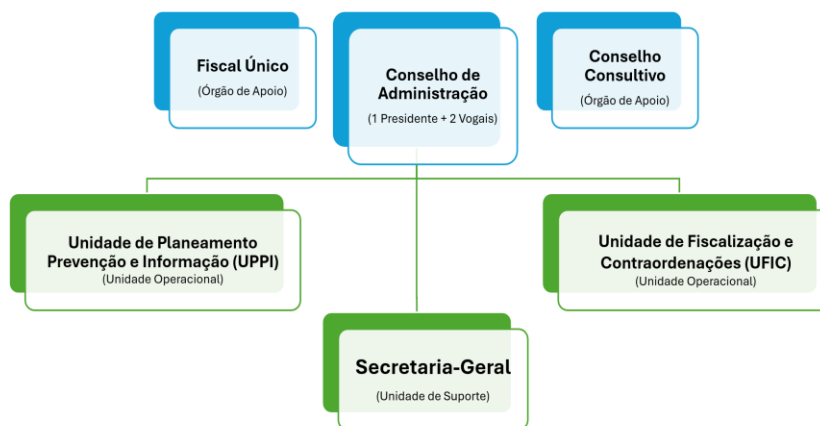 Fiscal Único
(Órgão de Apoio)
Conselho de
Administração
(1 Presidente + 2 Vogais)
Conselho
Consultivo
(Órgão de Apoio)
Unidade de Planeamento
Prevenção e Informação (UPPI)
(Unidade Operacional)
Unidade de Fiscalização e
Contraordenações (UFIC)
(Unidade Operacional)
Secretaria-Geral
(Unidade de Suporte)